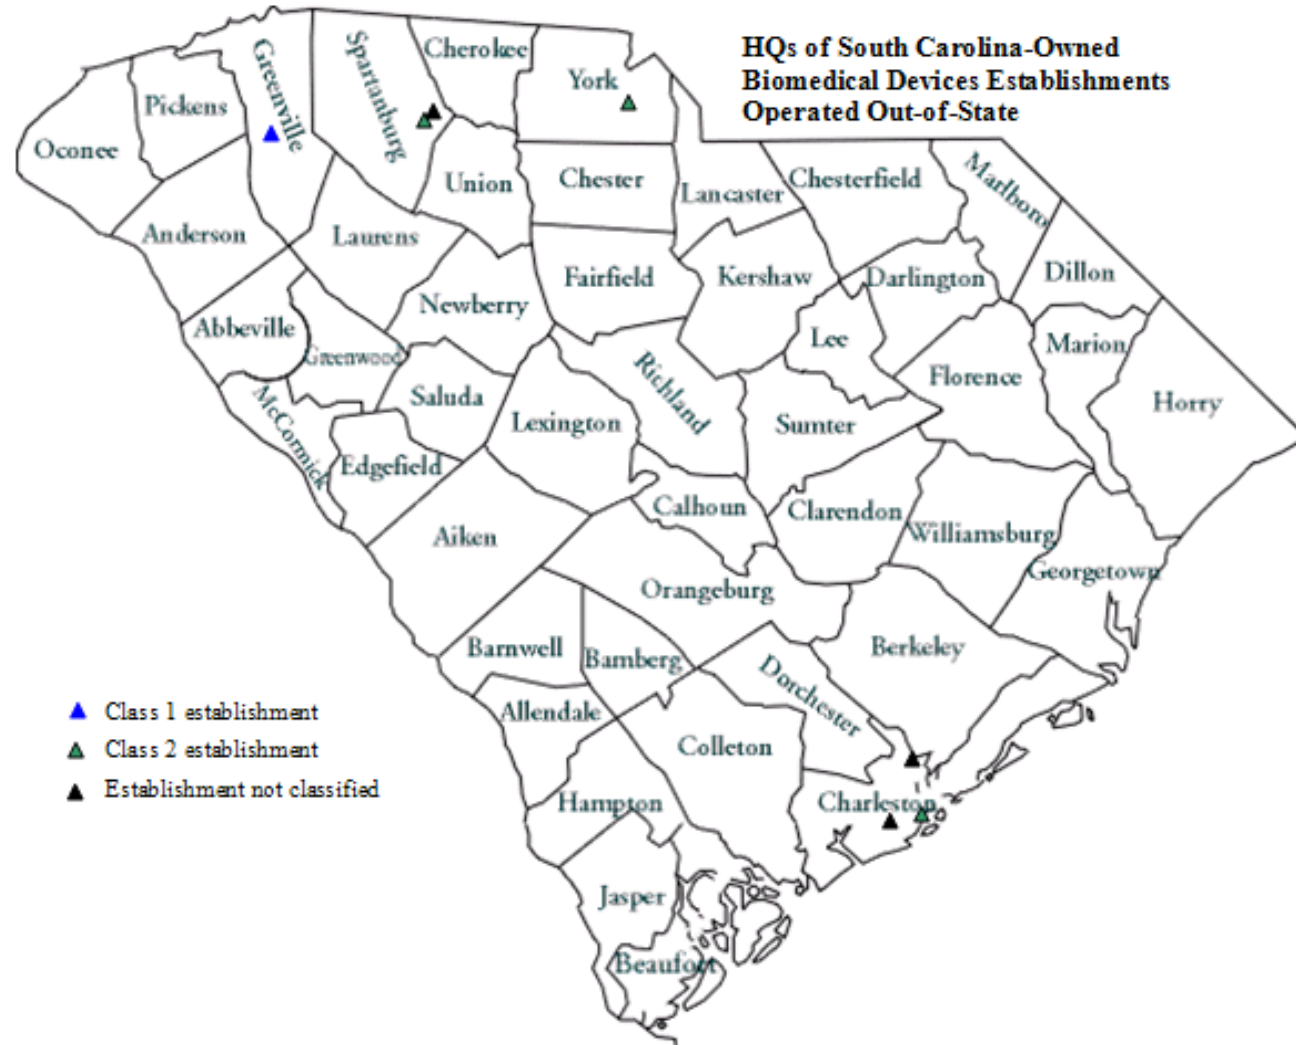 HQs of South Carolina-Owned
Biomedical Devices Establishments
Operated Out-of-State
Cherokee
Greenville
Spartanburg
York
Pickens
Oconee
Union
Chester
Lancaster
Chesterfield
Marlboro
Anderson
Laurens
Fairfield
Kershaw
Darlington
Dillon
Newberry
Abbeville
Greenwood
Lee
Marion
Richland
Florence
Saluda
Horry
McCormick
Lexington
Sumter
Edgefield
Calhoun
Clarendon
Aiken
Williamsburg
Georgetown
Orangeburg
Barnwell
Bamberg
Berkeley
Dorchester
Allendale
Colleton
Class 1 establishment
Class 2 establishment
Establishment not classified
Hampton
Charleston
Jasper
Beaufort